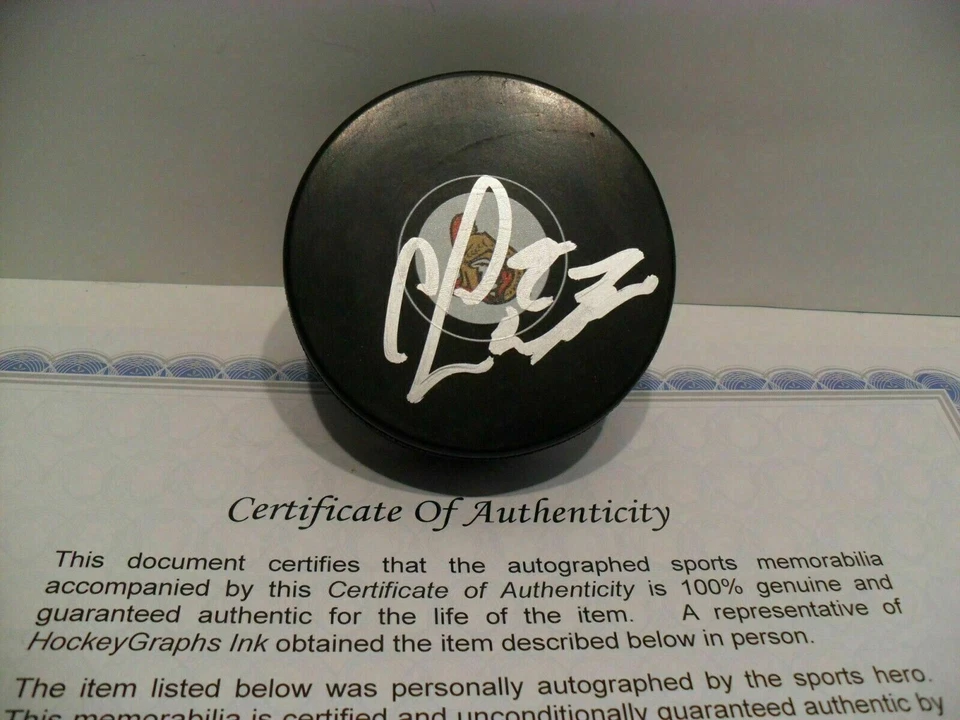 Certificate Of Authenticity
This document certifies that the autographed sports memorabilia
accompanied by this Certificate of Authenticity is 100% genuine and
guaranteed authentic for the life of the item. A representative of
HockeyGraphs Ink obtained the item described below in person.
The item listed below was personally autographed by the sports hero.
This memorabilia is certified and unconditionally guaranteed authentic by